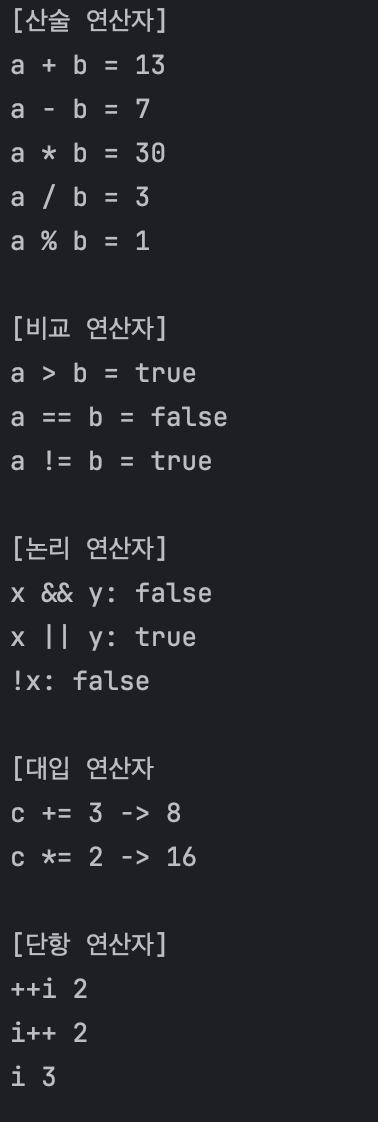 [산술 연산자]
a + b = 13
a - b = 7
a * b = 30
a / b = 3
a % b = 1
[비교 연산자]
a > b = true
a == b = false
a != b = true
[논리 연산자]
x && y: false
x || y: true
!x: false
[대입 연산자
c += 3 -> 8
c *= 2 -> 16
[단항 연산자]
++i 2
i++ 2
i 3